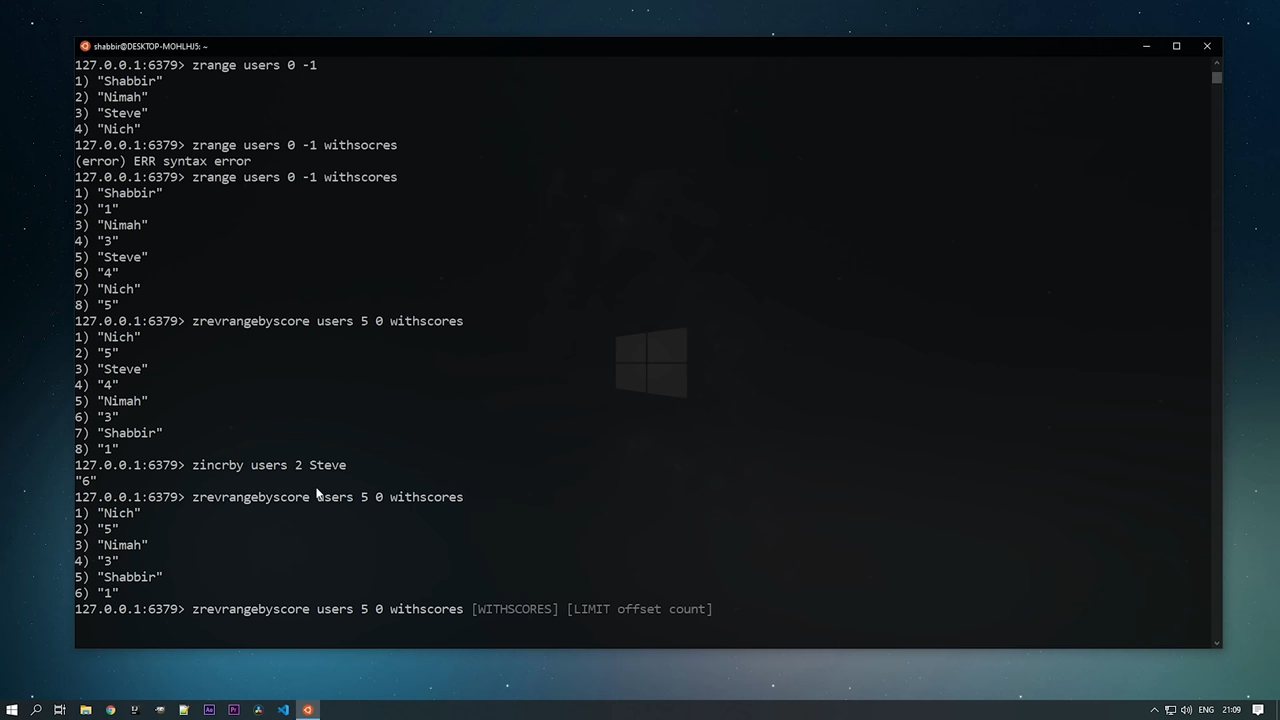 shabbir@DESKTOP-MOHLHJ5: ~
127.0.0.1:6379> zrange users 0 -1
1) "Shabbir"
2) "Nimah"
3) "Steve"
4) "Nich"
127.0.0.1:6379> zrange users 0 -1 withsocres
(error) ERR syntax error
127.0.0.1:6379> zrange users 0 -1 withscores
1) "Shabbir"
2) "1"
3) "Nimah"
4) "3"
5) "Steve"
6) "4"
7) "Nich"
8) "5"
127.0.0.1:6379> zrevrangebyscore users 5 0 withscores
1) "Nich"
2) "5"
3) "Steve"
4) "4"
5) "Nimah"
6) "3"
7) "Shabbir"
8) "1"
127.0.0.1:6379> zincrby users 2 Steve
"6"
127.0.0.1:6379> zrevrangebyscore users 5 0 withscores
1) "Nich"
2) "5"
3) "Nimah"
4) "3"
5) "Shabbir"
6) "1"
127.0.0.1:6379> zrevrangebyscore users 5 0 withscores [WITHSCORES] [LIMIT offset count]
Ae Pr ENG 21:09